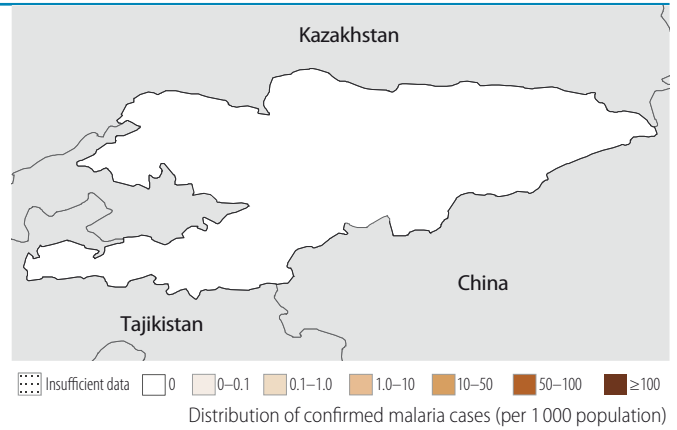 Kazakhstan
China
Tajikistan
Insufficient data 0 0–0.1 0.1–1.0 1.0–10 10–50 50–100 ≥100
Distribution of confirmed malaria cases (per 1 000 population)